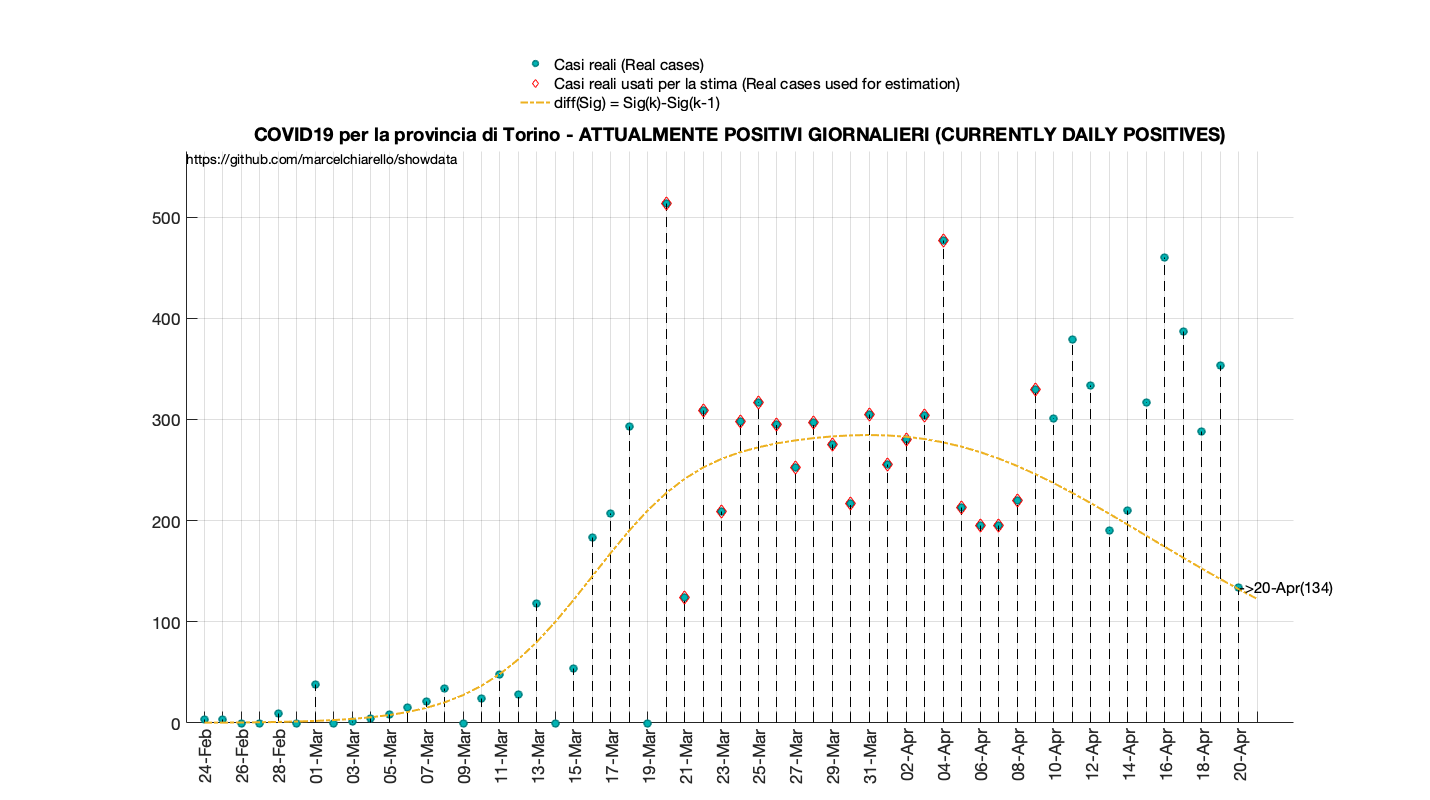 Casi reali (Real cases)
Casi reali usati per la stima (Real cases used for estimation)
diff(Sig) = Sig(k)-Sig(k-1)
COVID19 per la provincia di Torino - ATTUALMENTE POSITIVI GIORNALIERI (CURRENTLY DAILY POSITIVES)
https://github.com/marcelchiarello/showdata
500
400
300
200
100
0
>20-Apr(134)
24-Feb
26-Feb
28-Feb
01-Mar
03-Mar
05-Mar
07-Mar
09-Mar
11-Mar
13-Mar
15-Mar
17-Mar
19-Mar
21-Mar
23-Mar
25-Mar
27-Mar
29-Mar
31-Mar
02-Apr
04-Apr
06-Apr
08-Apr
10-Apr
12-Apr
14-Apr
16-Apr
18-Apr
20-Apr